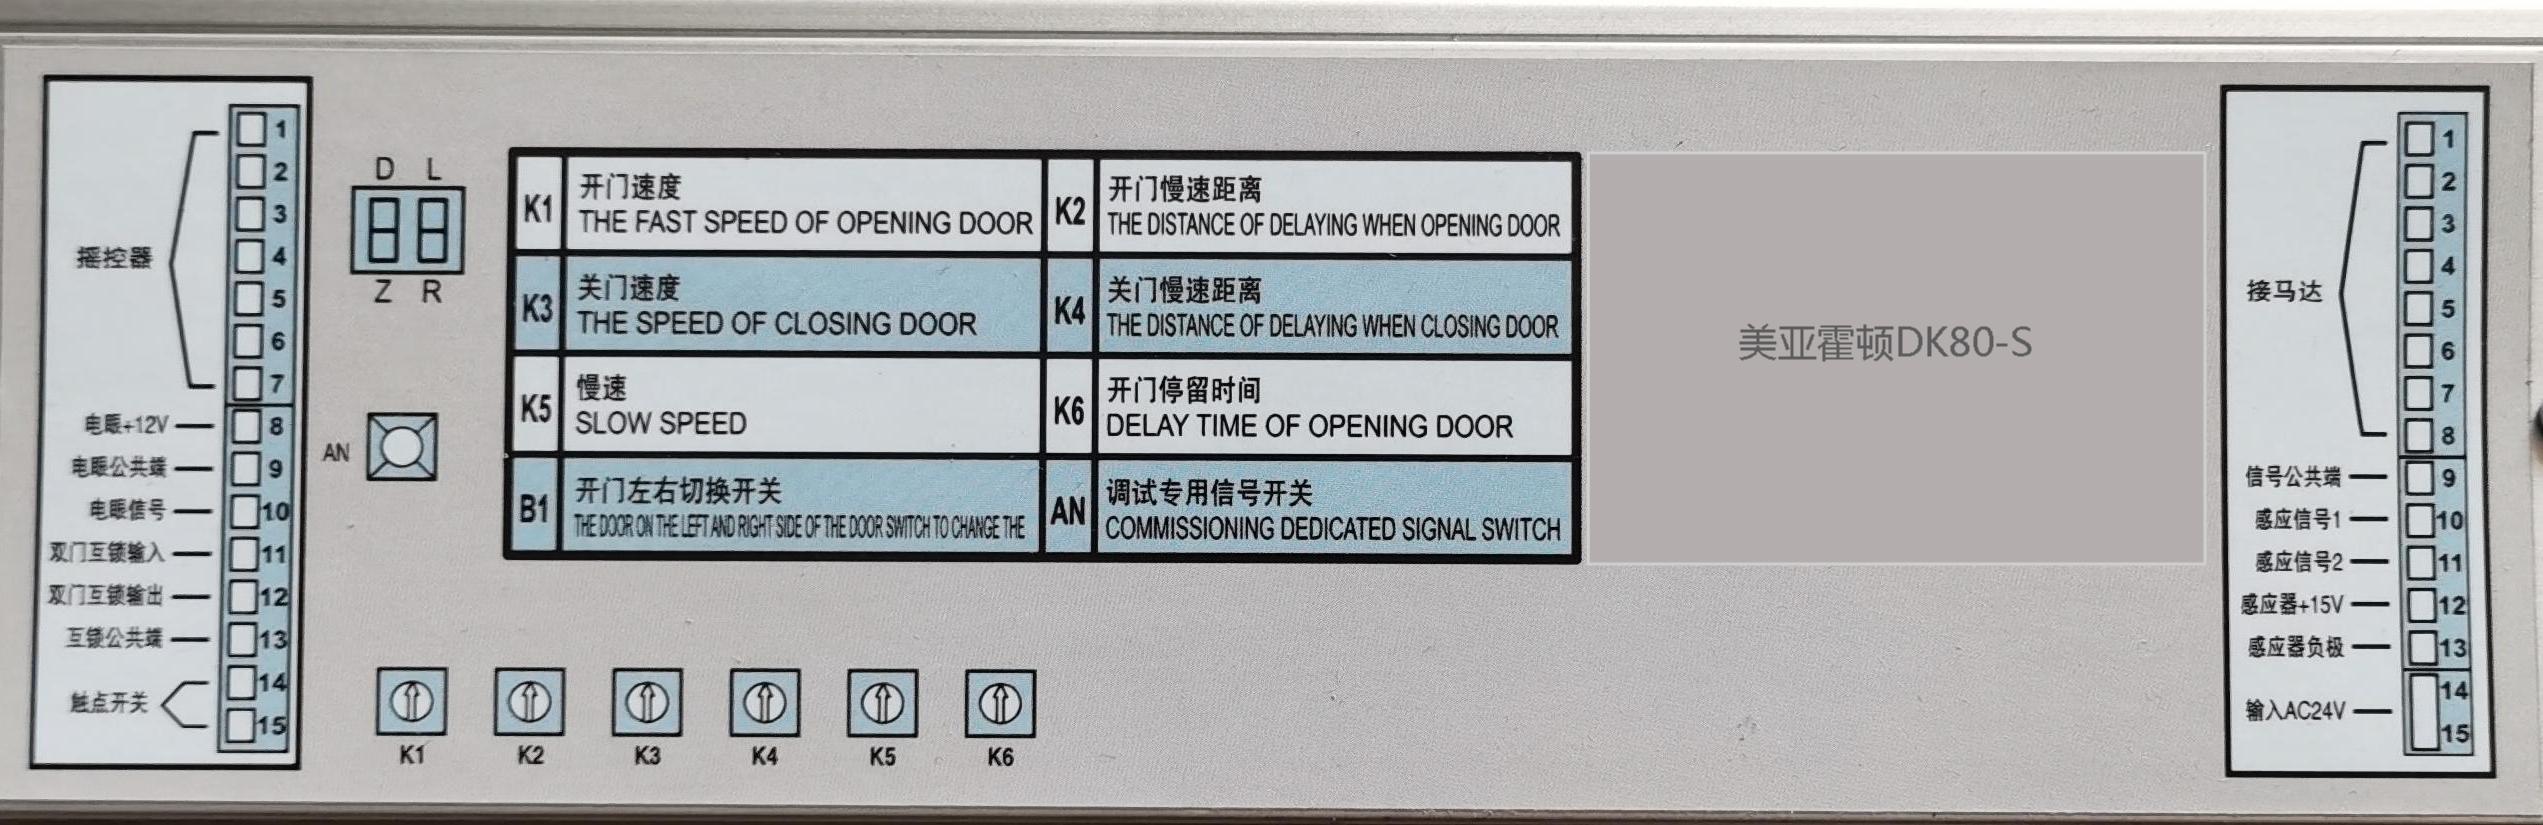 1
2
3
摇控器
4
5
6
7
电眼+12V
8
电眼公共端
9
电眼信号
10
双门互锁输入
11
双门互锁输出
12
互锁公共端
13
触点开关
14
15
D L
Z R
AN
K1
开门速度
THE FAST SPEED OF OPENING DOOR
K2
开门慢速距离
THE DISTANCE OF DELAYING WHEN OPENING DOOR
K3
关门速度
THE SPEED OF CLOSING DOOR
K4
关门慢速距离
THE DISTANCE OF DELAYING WHEN CLOSING DOOR
K5
慢速
SLOW SPEED
K6
开门停留时间
DELAY TIME OF OPENING DOOR
B1
开门左右切换开关
THE DOOR ON THE LEFT AND RIGHT SIDE OF THE DOOR SWITCH TO CHANGE THE
AN
调试专用信号开关
COMMISSIONING DEDICATED SIGNAL SWITCH
K1 K2 K3 K4 K5 K6
美亚霍顿DK80-S
1
2
3
4
接马达
5
6
7
8
信号公共端
9
感应信号1
10
感应信号2
11
感应器+15V
12
感应器负极
13
输入AC24V
14
15